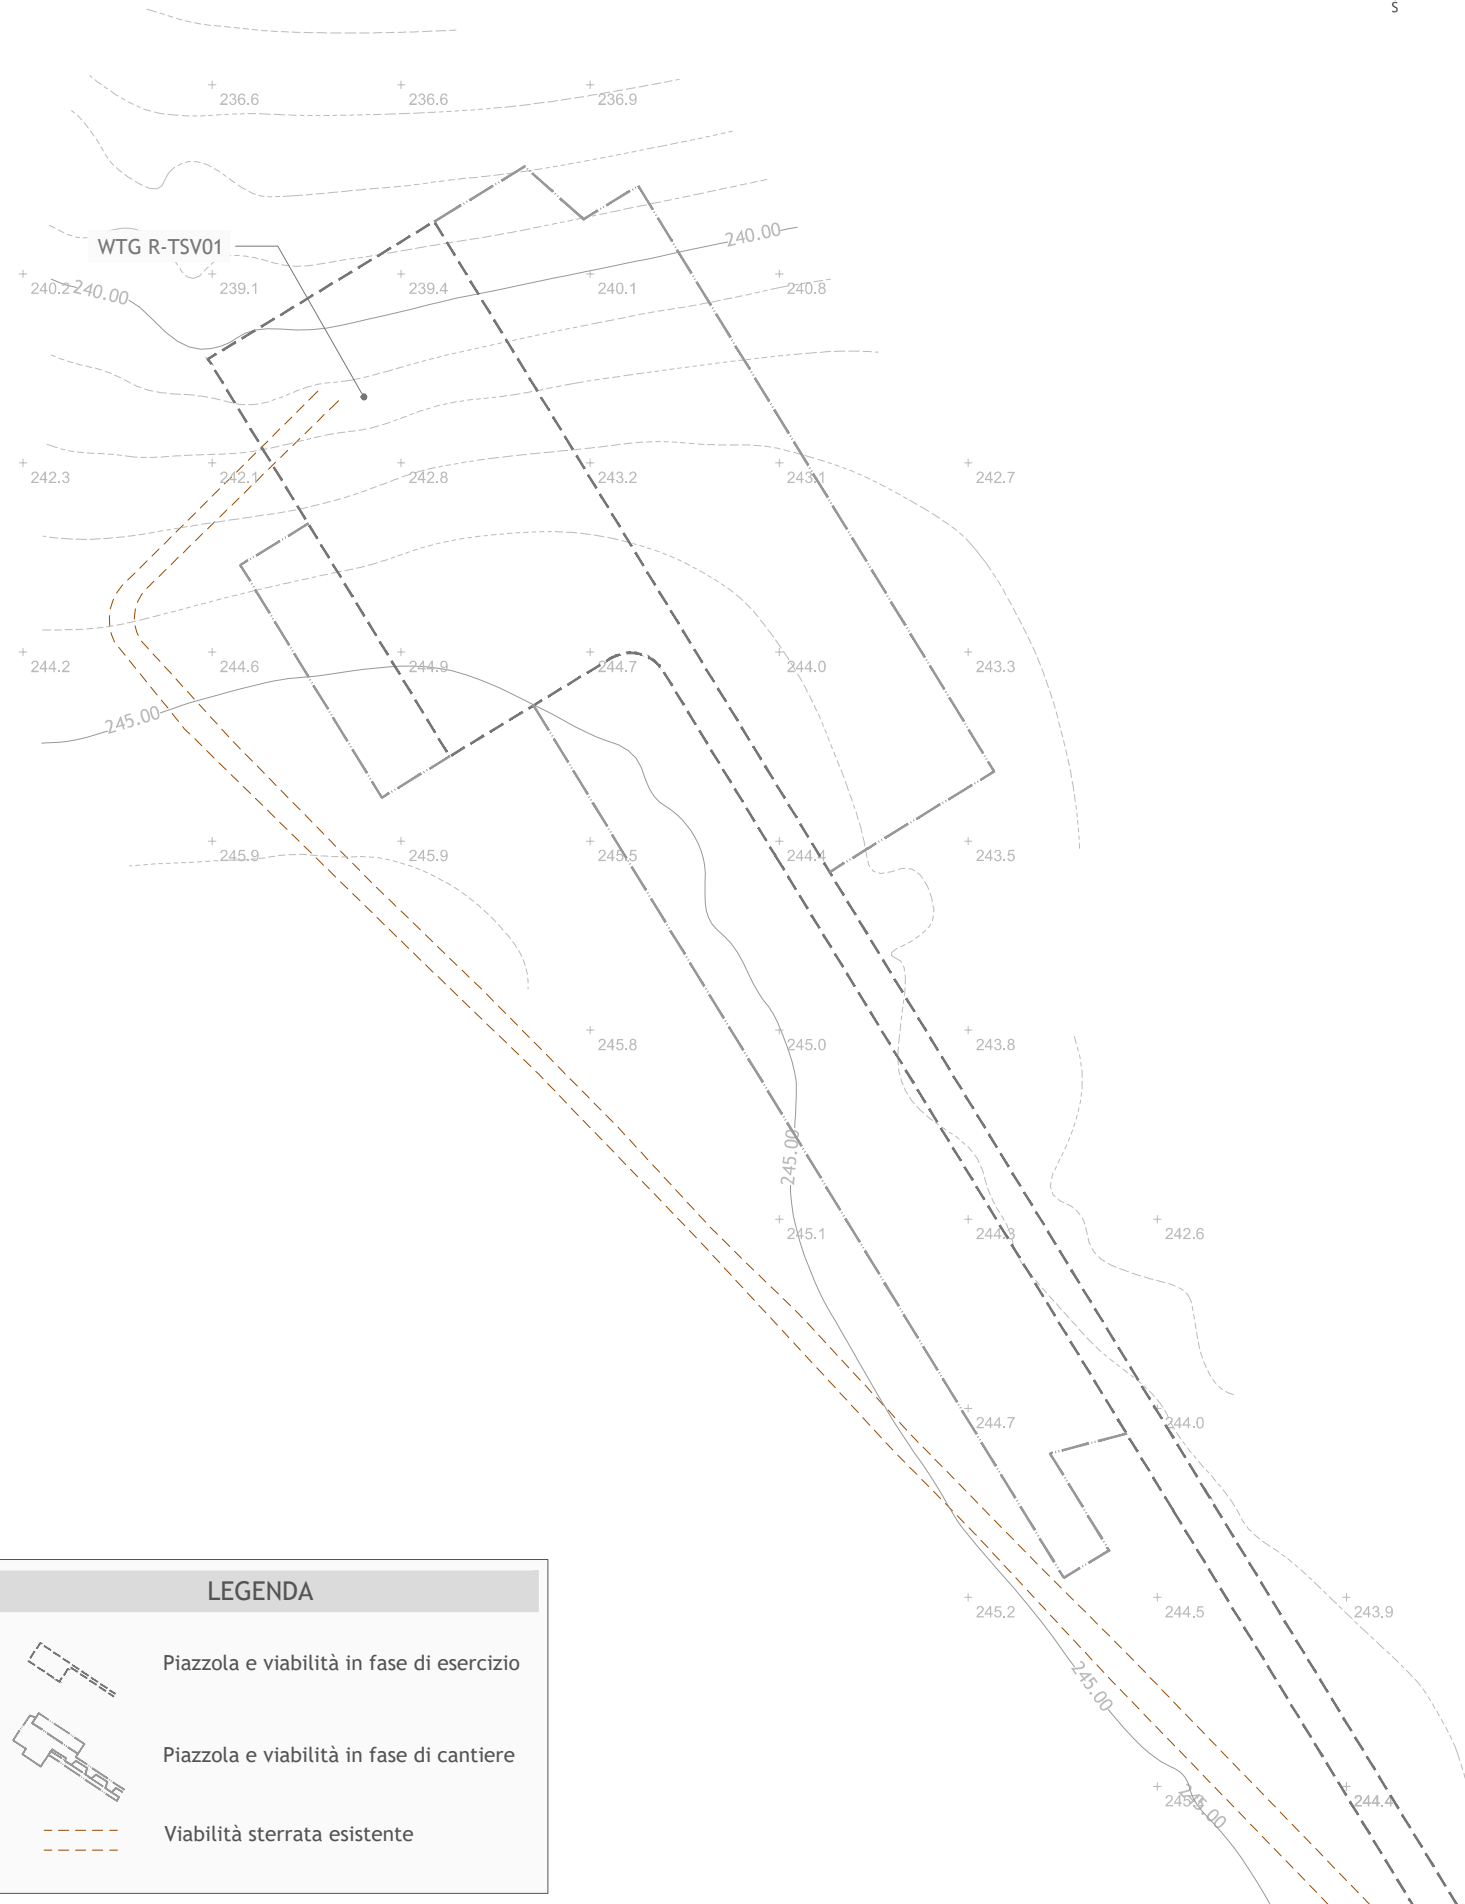 S
236.6 236.6 236.9
WTG R-TSV01
240.00
240.2 240.00 239.1 239.4 240.1 240.8
242.3 242.1 242.8 243.2 243.1 242.7
244.2 244.6 244.9 244.7 244.0 243.3
245.00
245.9 245.9 245.5 244.4 243.5
245.8 245.0 243.8
245.00
245.1 244.3 242.6
244.7 244.0
245.2 244.5 243.9
245.00
244.4
245.00
LEGENDA
Piazzola e viabilità in fase di esercizio
Piazzola e viabilità in fase di cantiere
Viabilità sterrata esistente